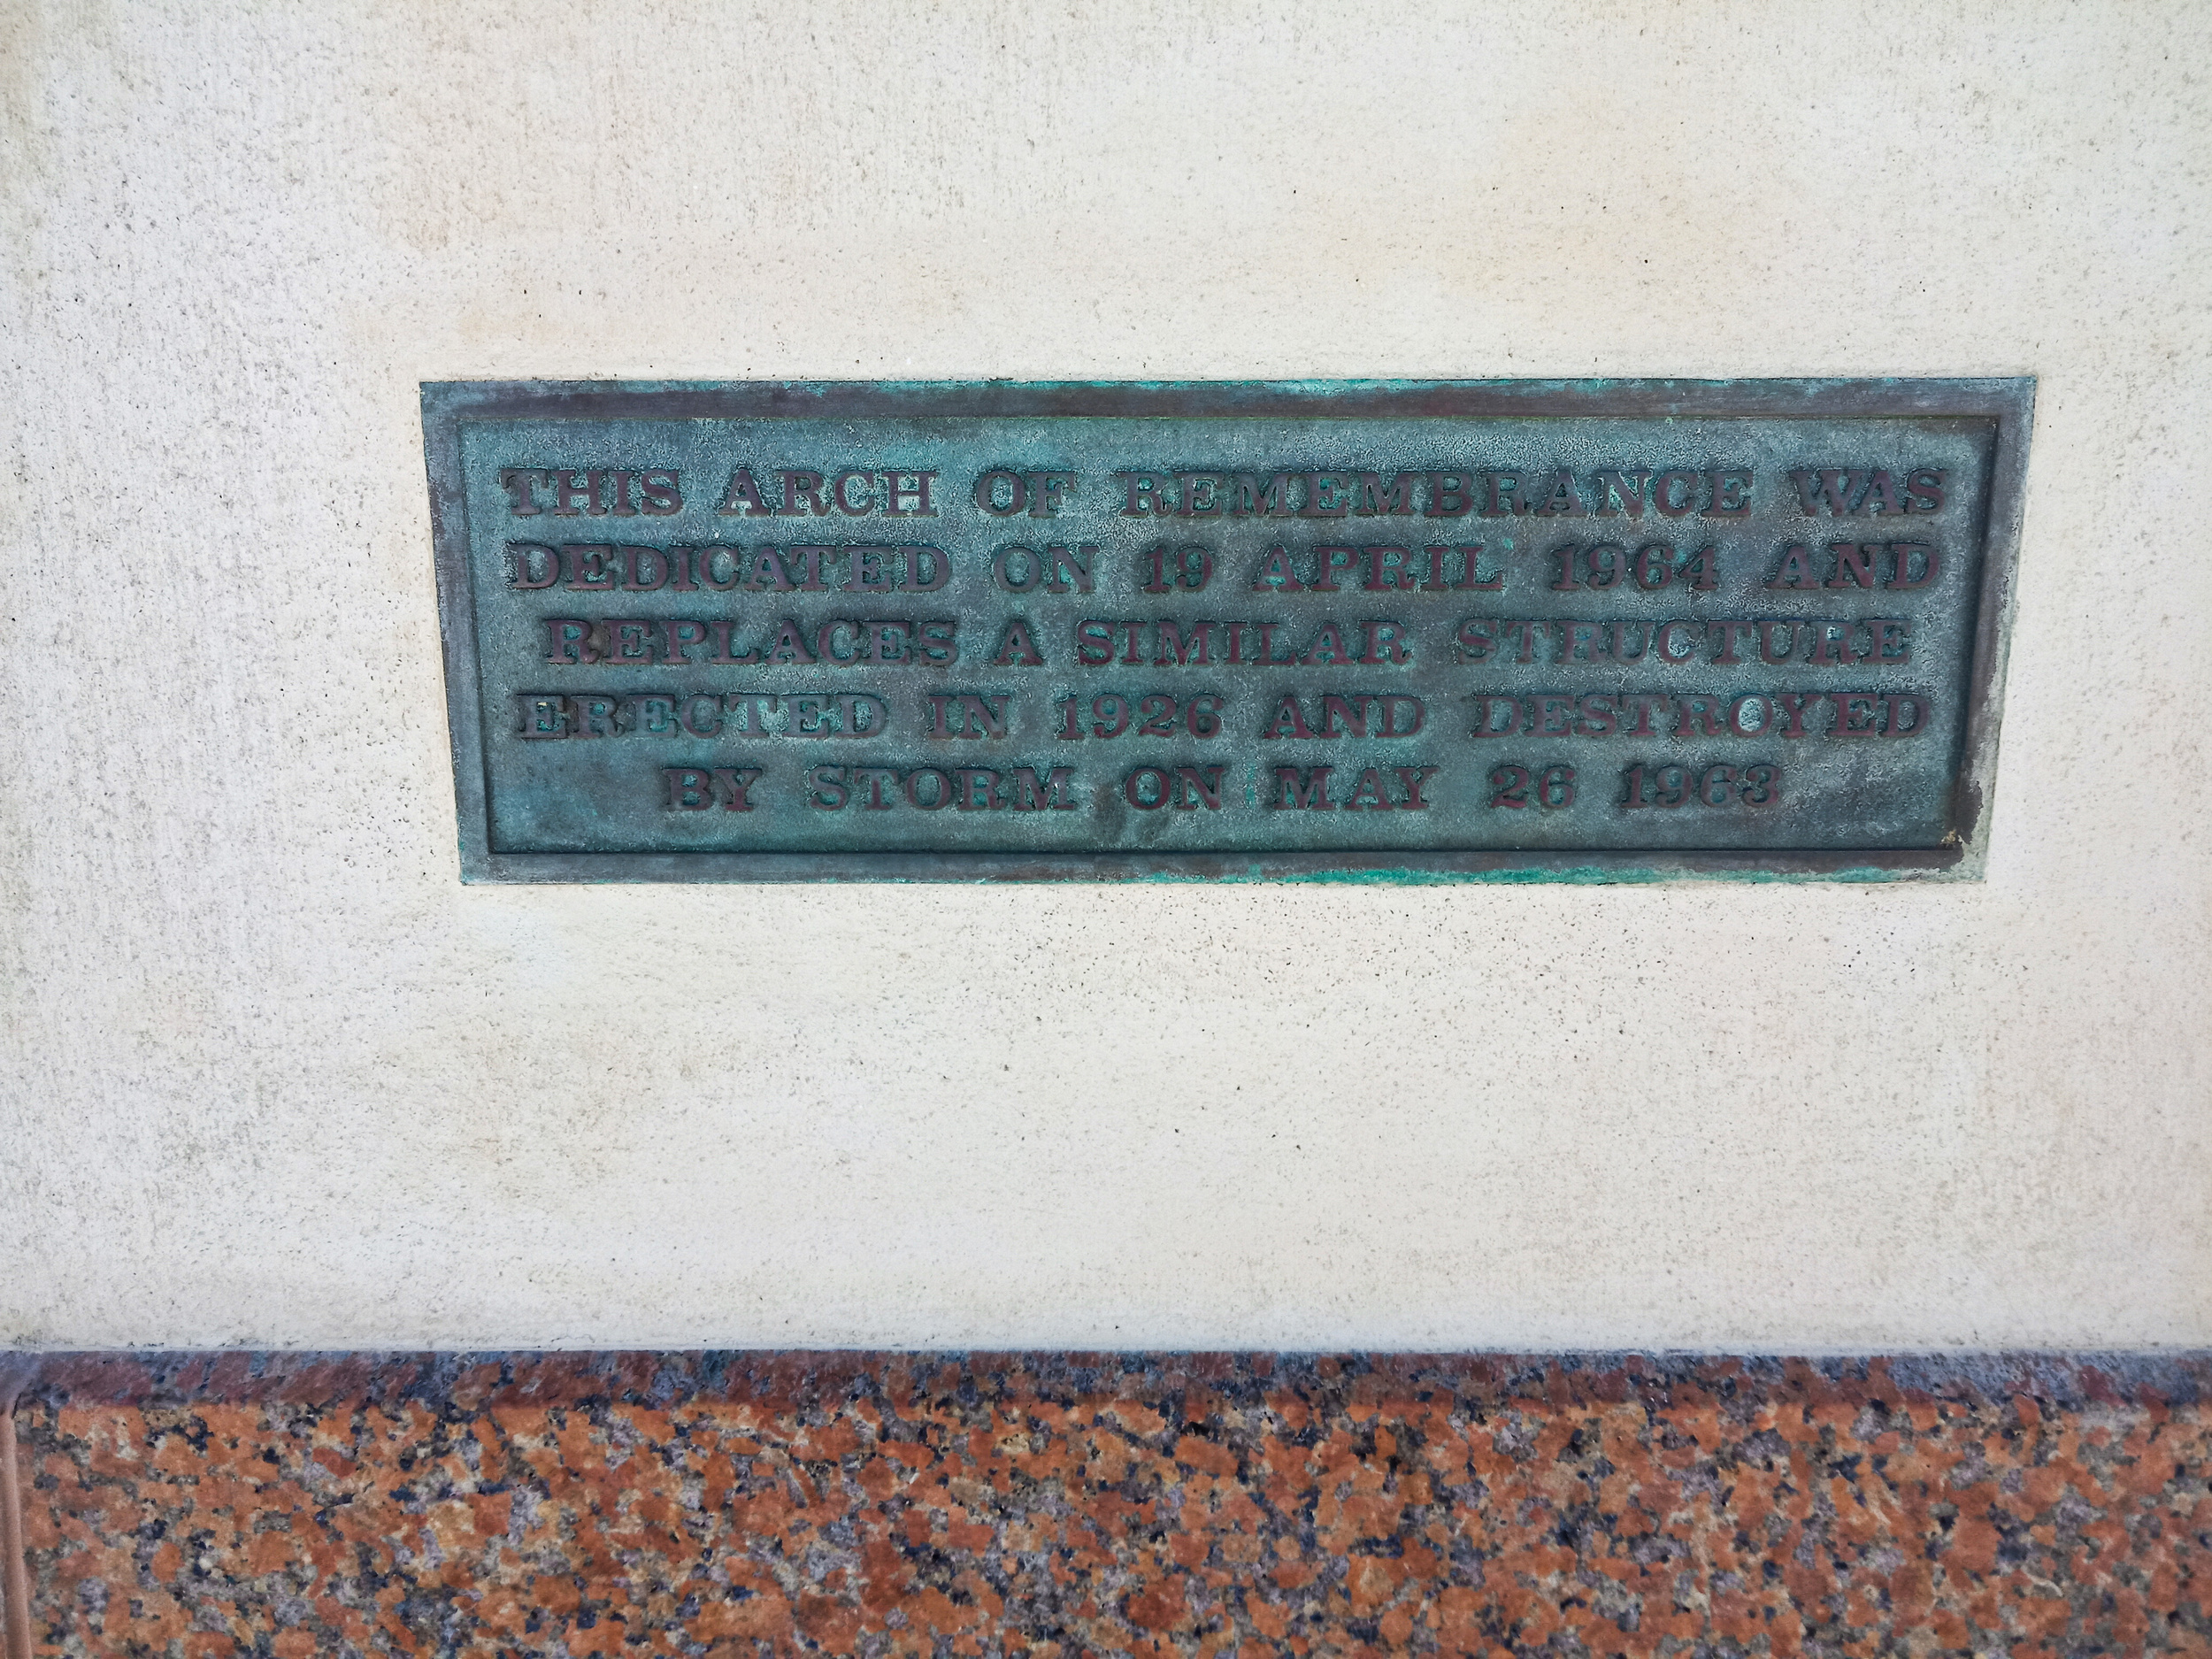 THIS ARCH OF REMEMBRANCE WAS
DEDICATED ON 19 APRIL 1964 AND
REPLACES A SIMILAR STRUCTURE
ERECTED IN 1926 AND DESTROYED
BY STORM ON MAY 26 1963